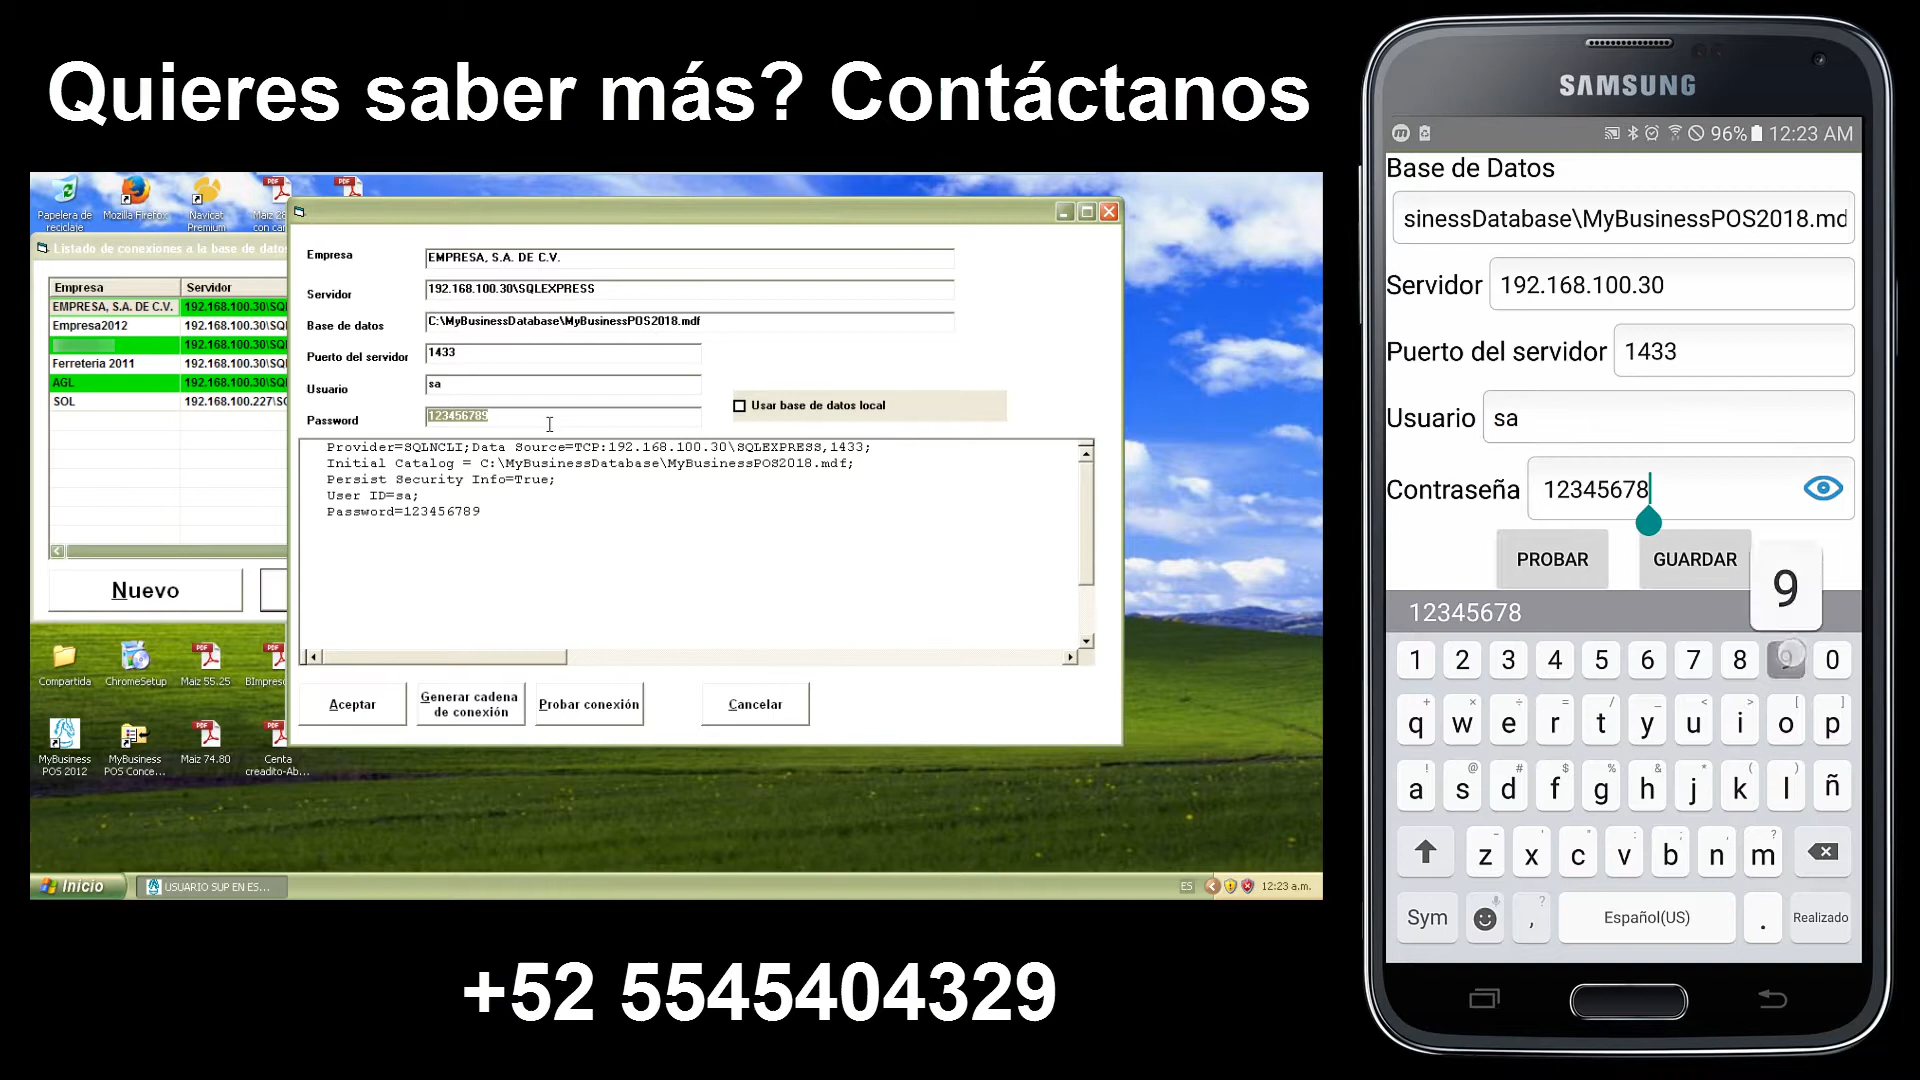 Quieres saber más? Contáctanos
Papelera de
reciclaje
Mozilla Firefox
Navicat
Premium
Listado de conexiones a la base de datos
Empresa
Servidor
EMPRESA, S.A. DE C.V.
192.168.100.30\SQL
Empresa2012
192.168.100.30\SQL
192.168.100.30\SQL
Ferreteria 2011
192.168.100.30\SQL
AGL
192.168.100.30\SQL
SOL
192.168.100.227\SQ
Nuevo
Empresa
EMPRESA, S.A. DE C.V.
Servidor
192.168.100.30\SQLEXPRESS
Base de datos
C:\MyBusinessDatabase\MyBusinessPOS2018.mdf
Puerto del servidor
1433
Usuario
sa
Password
123456789
Usar base de datos local
Provider=SQLNCLI;Data Source=TCP:192.168.100.30\SQLEXPRESS,1433;
Initial Catalog = C:\MyBusinessDatabase\MyBusinessPOS2018.mdf;
Persist Security Info=True;
User ID=sa;
Password=123456789
Aceptar
Generar cadena
de conexión
Probar conexión
Cancelar
Compartida
ChromeSetup
Maiz 55.25
MyBusiness
POS 2012
MyBusiness
POS Conce...
Maiz 74.80
Centa
creadito-Ab...
Inicio
USUARIO SUP EN ES...
ES
12:23 a.m.
+52 5545404329
SAMSUNG
96%
12:23 AM
Base de Datos
sinessDatabase\MyBusinessPOS2018.md
Servidor
192.168.100.30
Puerto del servidor
1433
Usuario
sa
Contraseña
12345678
PROBAR
GUARDAR
9
12345678
1 2 3 4 5 6 7 8 9 0
q w e r t y u i o p
a s d f g h j k l ñ
z x c v b n m
Sym
,
Español(US)
.
Realizado